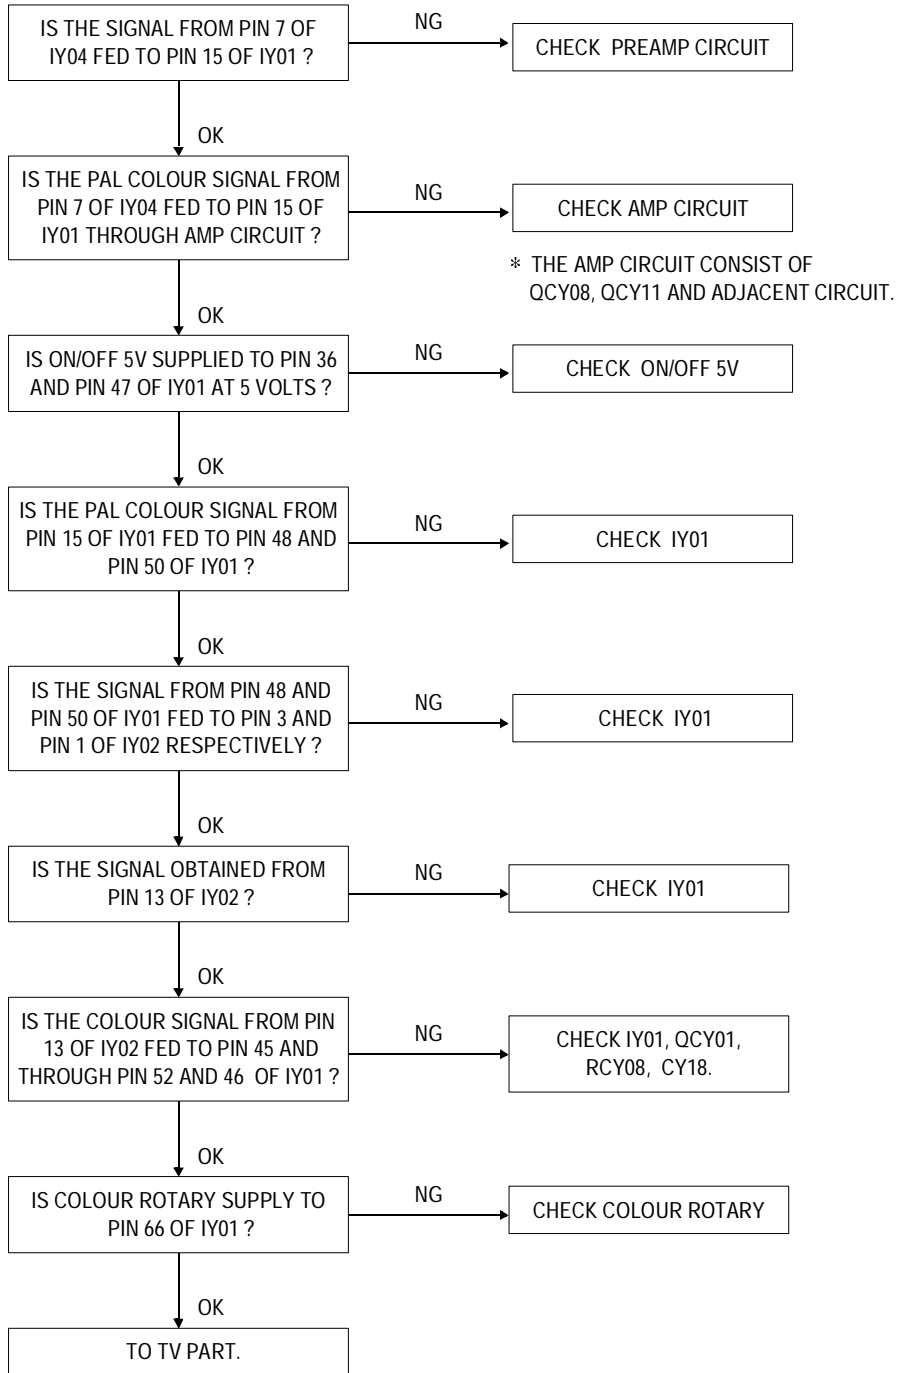 IS THE SIGNAL FROM PIN 7 OF
IY04 FED TO PIN 15 OF IY01 ?
NG
CHECK PREAMP CIRCUIT
OK
IS THE PAL COLOUR SIGNAL FROM
PIN 7 OF IY04 FED TO PIN 15 OF
IY01 THROUGH AMP CIRCUIT ?
NG
CHECK AMP CIRCUIT
* THE AMP CIRCUIT CONSIST OF
QCY08, QCY11 AND ADJACENT CIRCUIT.
OK
IS ON/OFF 5V SUPPLIED TO PIN 36
AND PIN 47 OF IY01 AT 5 VOLTS ?
NG
CHECK ON/OFF 5V
OK
IS THE PAL COLOUR SIGNAL FROM
PIN 15 OF IY01 FED TO PIN 48 AND
PIN 50 OF IY01 ?
NG
CHECK IY01
OK
IS THE SIGNAL FROM PIN 48 AND
PIN 50 OF IY01 FED TO PIN 3 AND
PIN 1 OF IY02 RESPECTIVELY ?
NG
CHECK IY01
OK
IS THE SIGNAL OBTAINED FROM
PIN 13 OF IY02 ?
NG
CHECK IY01
OK
IS THE COLOUR SIGNAL FROM PIN
13 OF IY02 FED TO PIN 45 AND
THROUGH PIN 52 AND 46 OF IY01 ?
NG
CHECK IY01, QCY01,
RCY08, CY18.
OK
IS COLOUR ROTARY SUPPLY TO
PIN 66 OF IY01 ?
NG
CHECK COLOUR ROTARY
OK
TO TV PART.